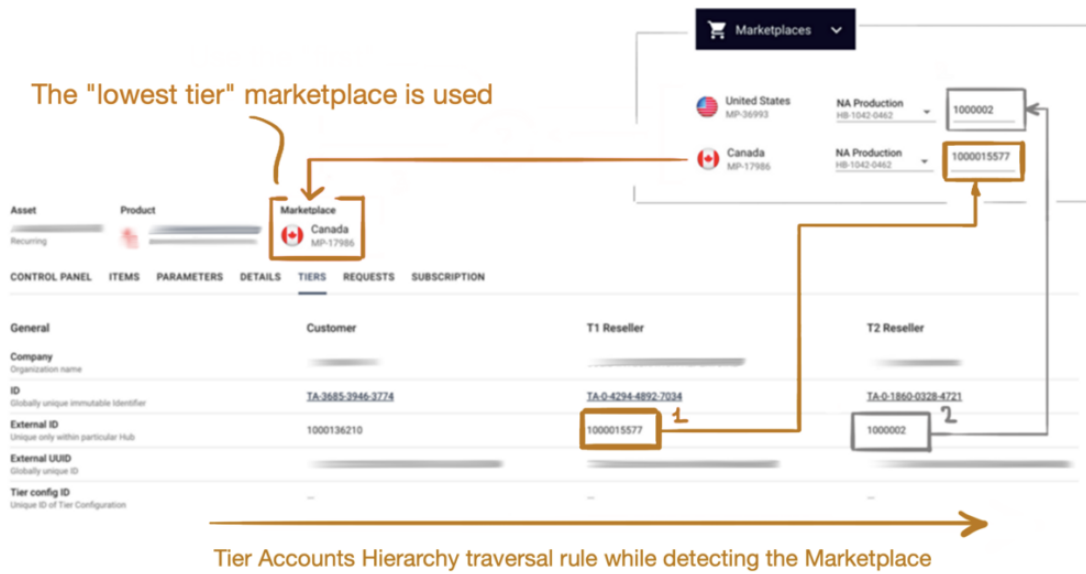 Marketplaces
The "lowest tier" marketplace is used
United States
MP-36993
NA Production
HB-1042-0462
1000002
Canada
MP-17986
NA Production
HB-1042-0462
1000015577
Asset
Product
Marketplace
Recurring
Canada
MP-17986
CONTROL PANEL ITEMS PARAMETERS DETAILS TIERS REQUESTS SUBSCRIPTION
General Customer T1 Reseller T2 Reseller
Company
Organization name
ID
Globally unique immutable Identifier
TA-3685-3946-3774 TA-0-4294-4892-7034 TA-0-1860-0328-4721
1
2
External ID
Unique only within particular Hub
1000136210 1000015577 1000002
External UUID
Globally unique ID
Tier config ID
Unique ID of Tier Configuration
– – –
Tier Accounts Hierarchy traversal rule while detecting the Marketplace